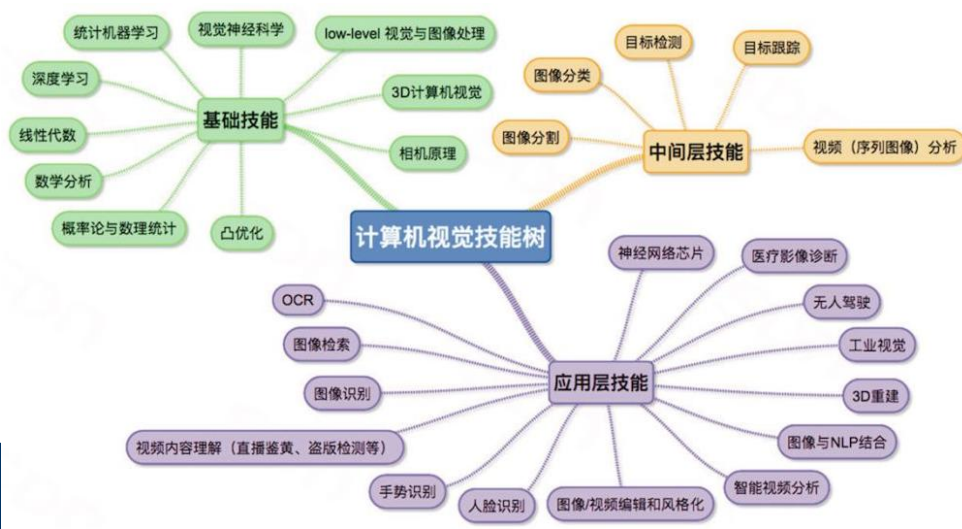 统计机器学习
视觉神经科学
low-level 视觉与图像处理
深度学习
3D计算机视觉
基础技能
线性代数
相机原理
数学分析
概率论与数理统计
凸优化
目标检测
目标跟踪
图像分类
图像分割
中间层技能
视频（序列图像）分析
计算机视觉技能树
神经网络芯片
医疗影像诊断
OCR
无人驾驶
图像检索
工业视觉
应用层技能
图像识别
3D重建
视频内容理解（直播鉴黄、盗版检测等）
图像与NLP结合
手势识别
人脸识别
图像/视频编辑和风格化
智能视频分析